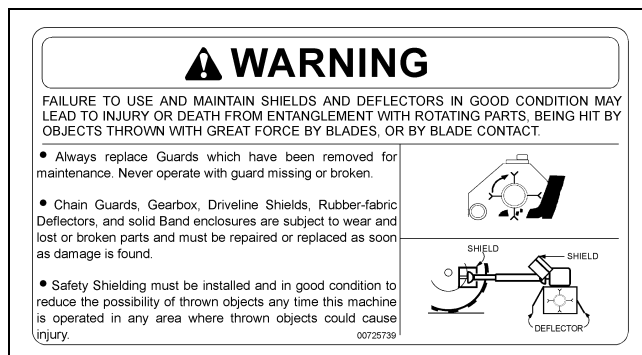 WARNING
FAILURE TO USE AND MAINTAIN SHIELDS AND DEFLECTORS IN GOOD CONDITION MAY
LEAD TO INJURY OR DEATH FROM ENTANGLEMENT WITH ROTATING PARTS, BEING HIT BY
OBJECTS THROWN WITH GREAT FORCE BY BLADES, OR BY BLADE CONTACT.
● Always replace Guards which have been removed for
maintenance. Never operate with guard missing or broken.
● Chain Guards, Gearbox, Driveline Shields, Rubber-fabric
Deflectors, and solid Band enclosures are subject to wear and
lost or broken parts and must be repaired or replaced as soon
as damage is found.
● Safety Shielding must be installed and in good condition to
reduce the possibility of thrown objects any time this machine
is operated in any area where thrown objects could cause
injury.
00725739
SHIELD
SHIELD
DEFLECTOR